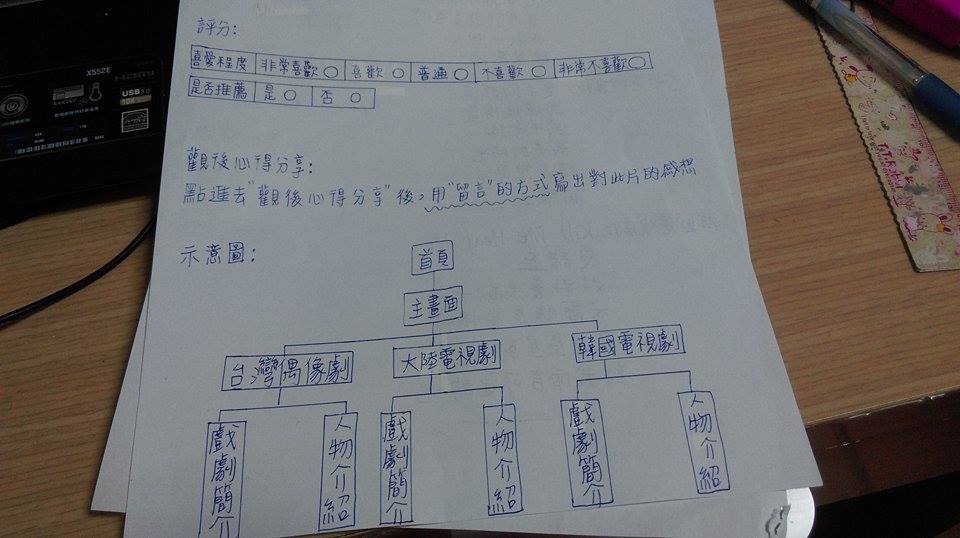 評分：
喜愛程度 非常喜歡○ 喜歡○ 普通○ 不喜歡○ 非常不喜歡○
是否推薦 是○ 否○
觀後心得分享：
點進去"觀後心得分享"後，用"留言"的方式寫出對此片的感想
示意圖：
首頁
主畫面
台灣偶像劇 大陸電視劇 韓國電視劇
戲劇簡介 人物介紹 戲劇簡介 人物介紹 戲劇簡介 人物介紹
X552E
USB3.0